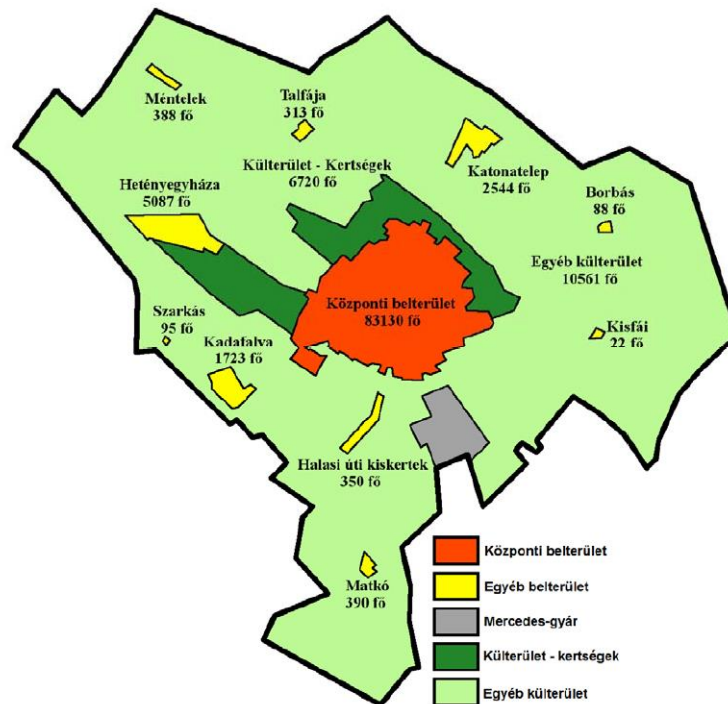 Méntelek
388 fő
Talfája
313 fő
Katonatelep
2544 fő
Külterület - Kertségek
6720 fő
Hetényegyháza
5087 fő
Borbás
88 fő
Egyéb külterület
10561 fő
Központi belterület
83130 fő
Szarkás
95 fő
Kadafalva
1723 fő
Kisfái
22 fő
Halasi úti kiskertek
350 fő
Matkó
390 fő
Központi belterület
Egyéb belterület
Mercedes-gyár
Külterület - kertségek
Egyéb külterület